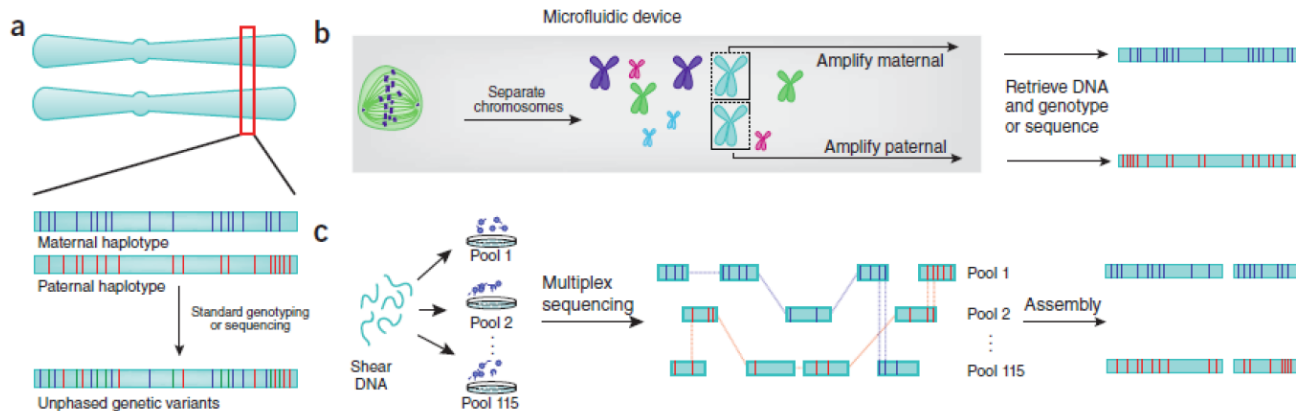 a
Maternal haplotype
Paternal haplotype
Standard genotyping
or sequencing
Unphased genetic variants
b
Microfluidic device
Separate
chromosomes
Amplify maternal
Amplify paternal
Retrieve DNA
and genotype
or sequence
c
Shear
DNA
Pool 1
Pool 2
Pool 115
Multiplex
sequencing
Pool 1
Pool 2
Pool 115
Assembly